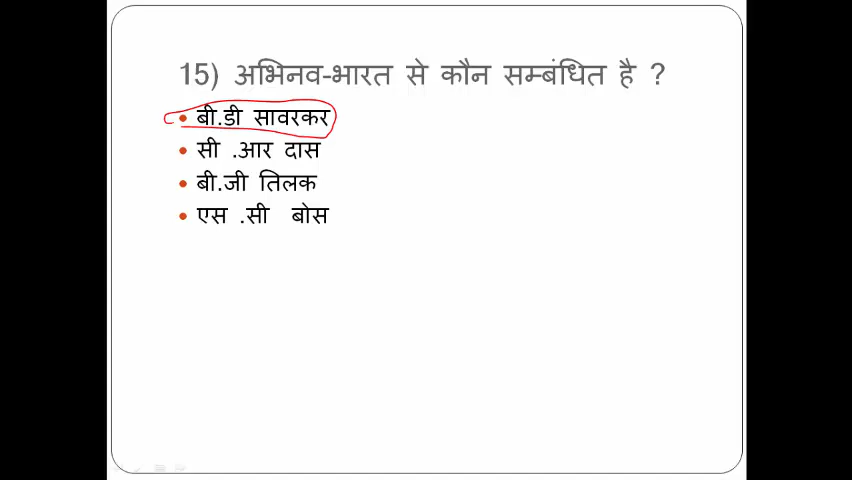 15) अभिनव-भारत से कौन सम्बंधित है ?
• बी.डी सावरकर
• सी .आर दास
• बी.जी तिलक
• एस .सी बोस